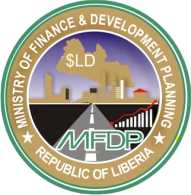 MINISTRY OF FINANCE & DEVELOPMENT PLANNING
$LD
MFDP
REPUBLIC OF LIBERIA